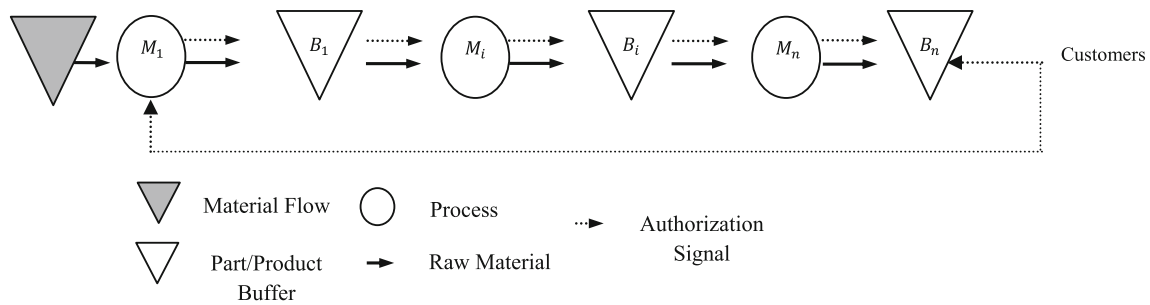 M₁ B₁ Mᵢ Bᵢ Mₙ Bₙ Customers
Material Flow Process
Authorization
Signal
Part/Product
Buffer
Raw Material